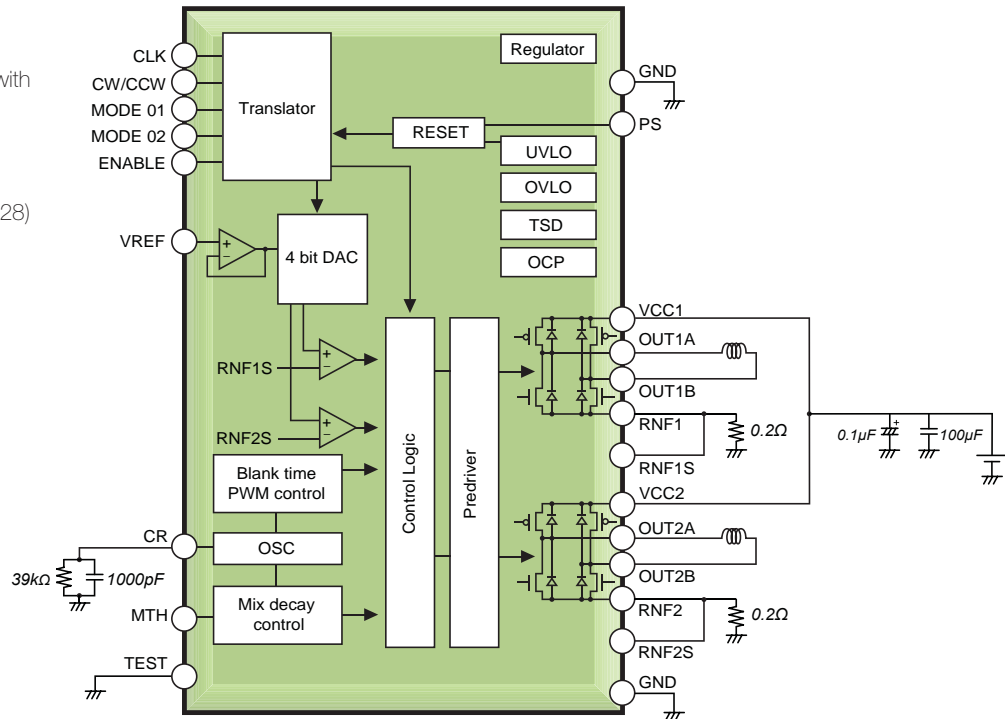 with
28)
CLK
CW/CCW
MODE 01
MODE 02
ENABLE
VREF
Translator
Regulator
RESET
UVLO
OVLO
TSD
OCP
GND
PS
+
−
4 bit DAC
RNF1S
+
−
RNF2S
+
−
Blank time
PWM control
OSC
Mix decay
control
Control Logic
Predriver
CR
39kΩ
1000pF
MTH
TEST
VCC1
OUT1A
OUT1B
RNF1
0.2Ω
RNF1S
VCC2
OUT2A
OUT2B
RNF2
0.2Ω
RNF2S
GND
0.1µF
+
100µF